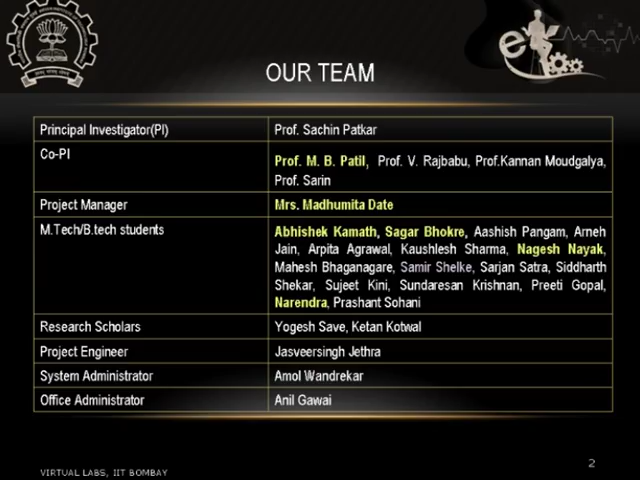 OUR TEAM
Principal Investigator(PI) Prof. Sachin Patkar
Co-PI Prof. M. B. Patil, Prof. V. Rajbabu, Prof.Kannan Moudgalya,
Prof. Sarin
Project Manager Mrs. Madhumita Date
M.Tech/B.tech students Abhishek Kamath, Sagar Bhokre, Aashish Pangam, Arneh
Jain, Arpita Agrawal, Kaushlesh Sharma, Nagesh Nayak,
Mahesh Bhaganagare, Samir Shelke, Sarjan Satra, Siddharth
Shekar, Sujeet Kini, Sundaresan Krishnan, Preeti Gopal,
Narendra, Prashant Sohani
Research Scholars Yogesh Save, Ketan Kotwal
Project Engineer Jasveersingh Jethra
System Administrator Amol Wandrekar
Office Administrator Anil Gawai
VIRTUAL LABS, IIT BOMBAY
2